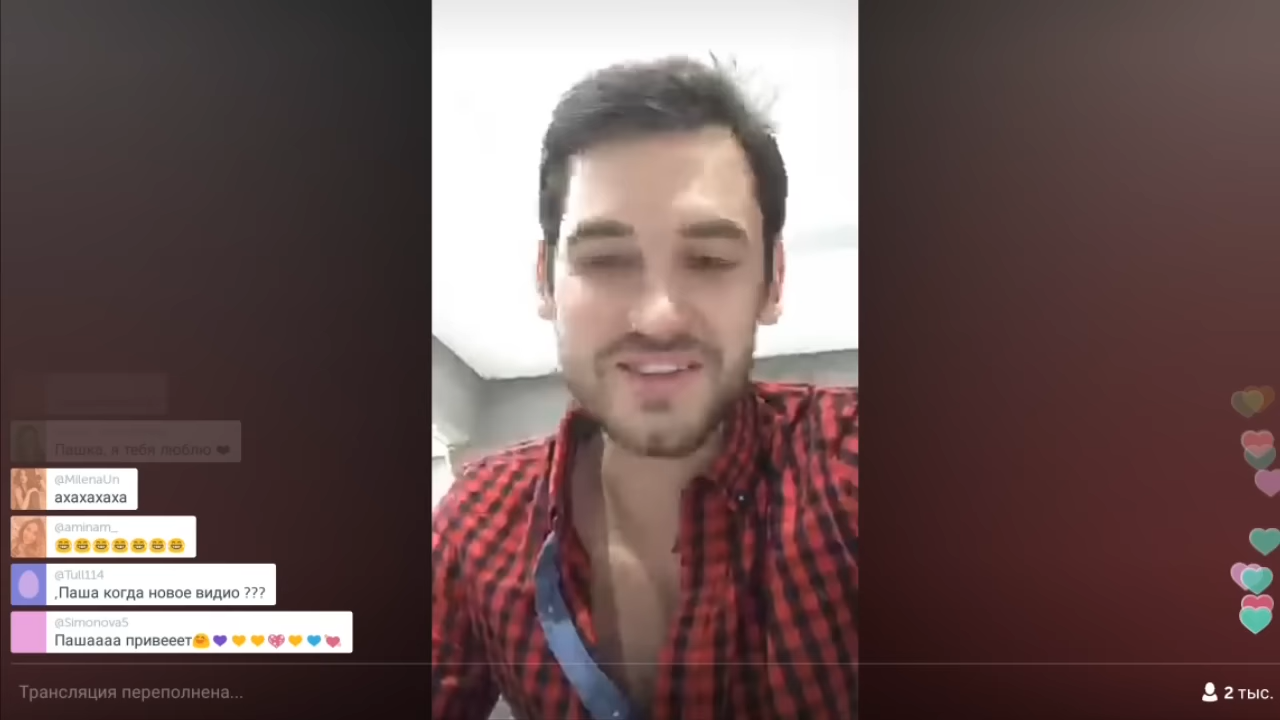 Пашка, я тебя люблю ❤
@MilenaUn
ахахахаха
@aminam_
😁😁😁😁😁😁😁
@Tull114
,Паша когда новое видио ???
@Simonova5
Пашаааа привееет🤗💜💛💛💖💛💙💘
Трансляция переполнена...
2 тыс.